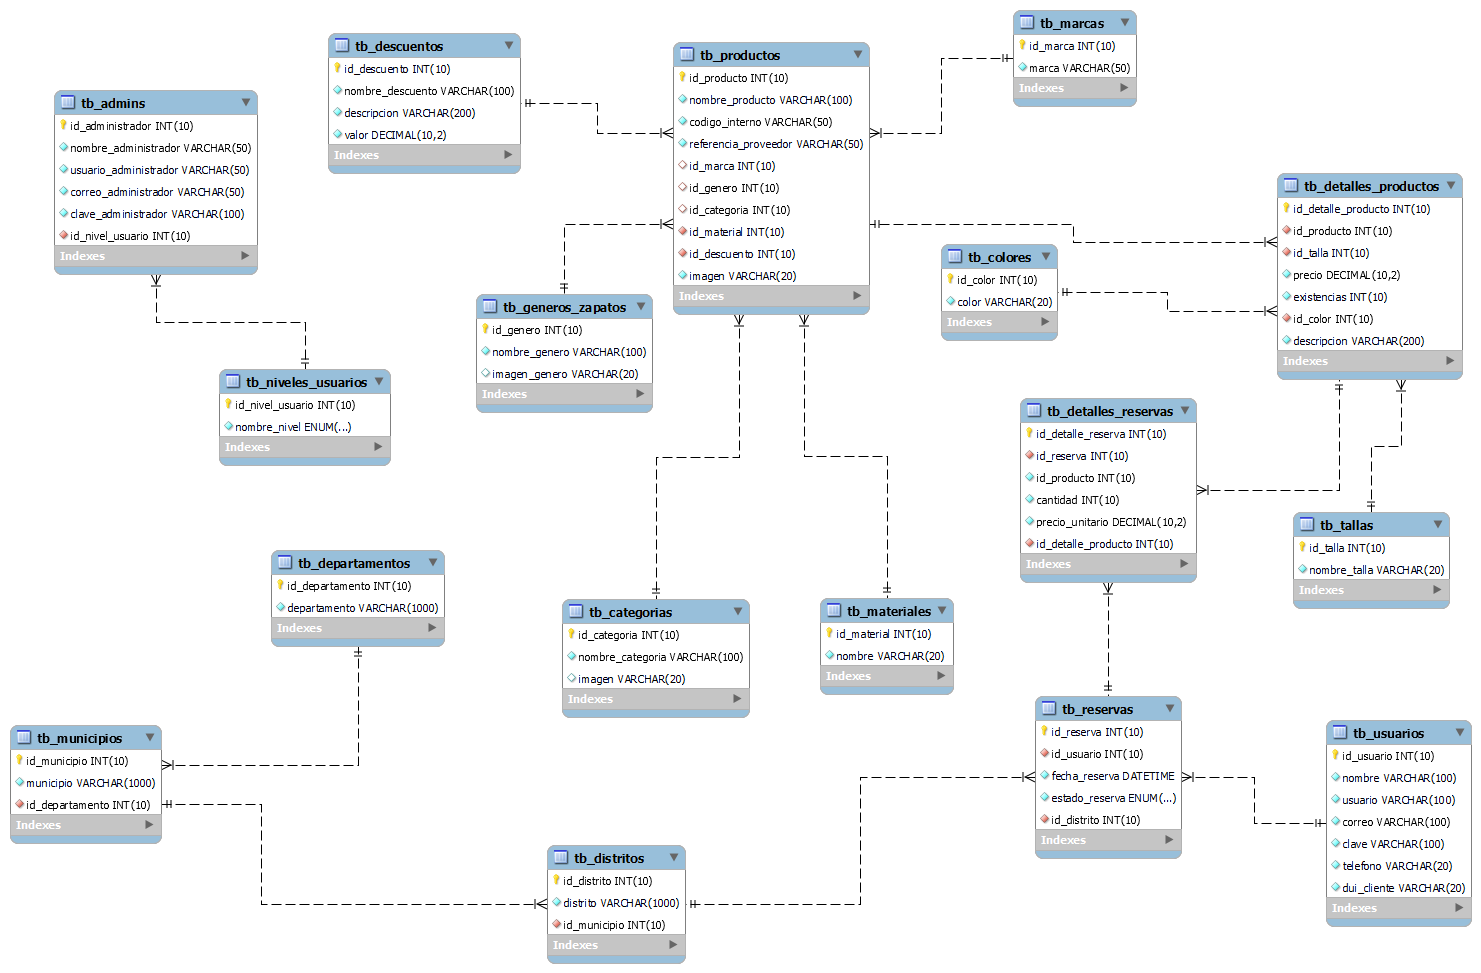 tb_admins
id_administrador INT(10)
nombre_administrador VARCHAR(50)
usuario_administrador VARCHAR(50)
correo_administrador VARCHAR(50)
clave_administrador VARCHAR(100)
id_nivel_usuario INT(10)
Indexes
tb_descuentos
id_descuento INT(10)
nombre_descuento VARCHAR(100)
descripcion VARCHAR(200)
valor DECIMAL(10,2)
Indexes
tb_productos
id_producto INT(10)
nombre_producto VARCHAR(100)
codigo_interno VARCHAR(50)
referencia_proveedor VARCHAR(50)
id_marca INT(10)
id_genero INT(10)
id_categoria INT(10)
id_material INT(10)
id_descuento INT(10)
imagen VARCHAR(20)
Indexes
tb_marcas
id_marca INT(10)
marca VARCHAR(50)
Indexes
tb_detalles_productos
id_detalle_producto INT(10)
id_producto INT(10)
id_talla INT(10)
precio DECIMAL(10,2)
existencias INT(10)
id_color INT(10)
descripcion VARCHAR(200)
Indexes
tb_colores
id_color INT(10)
color VARCHAR(20)
Indexes
tb_generos_zapatos
id_genero INT(10)
nombre_genero VARCHAR(100)
imagen_genero VARCHAR(20)
Indexes
tb_niveles_usuarios
id_nivel_usuario INT(10)
nombre_nivel ENUM(...)
Indexes
tb_detalles_reservas
id_detalle_reserva INT(10)
id_reserva INT(10)
id_producto INT(10)
cantidad INT(10)
precio_unitario DECIMAL(10,2)
id_detalle_producto INT(10)
Indexes
tb_tallas
id_talla INT(10)
nombre_talla VARCHAR(20)
Indexes
tb_departamentos
id_departamento INT(10)
departamento VARCHAR(1000)
Indexes
tb_categorias
id_categoria INT(10)
nombre_categoria VARCHAR(100)
imagen VARCHAR(20)
Indexes
tb_materiales
id_material INT(10)
nombre VARCHAR(20)
Indexes
tb_municipios
id_municipio INT(10)
municipio VARCHAR(1000)
id_departamento INT(10)
Indexes
tb_reservas
id_reserva INT(10)
id_usuario INT(10)
fecha_reserva DATETIME
estado_reserva ENUM(...)
id_distrito INT(10)
Indexes
tb_usuarios
id_usuario INT(10)
nombre VARCHAR(100)
usuario VARCHAR(100)
correo VARCHAR(100)
clave VARCHAR(100)
telefono VARCHAR(20)
dui_cliente VARCHAR(20)
Indexes
tb_distritos
id_distrito INT(10)
distrito VARCHAR(1000)
id_municipio INT(10)
Indexes